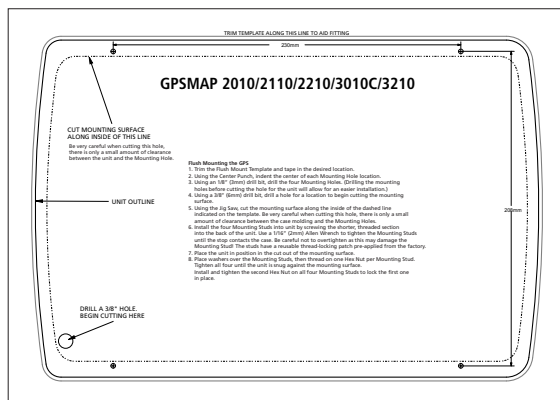 TRIM TEMPLATE ALONG THIS LINE TO AID FITTING
230mm
GPSMAP 2010/2110/2210/3010C/3210
CUT MOUNTING SURFACE
ALONG INSIDE OF THIS LINE
Be very careful when cutting this hole,
there is only a small amount of clearance
between the unit and the Mounting Hole.
Flush Mounting the GPS
1. Trim the Flush Mount Template and tape in the desired location.
2. Using the Center Punch, indent the center of each Mounting Hole location.
3. Using an 1/8" (3mm) drill bit, drill the four Mounting Holes. (Drilling the mounting
holes before cutting the hole for the unit will allow for an easier installation.)
4. Using a 3/8" (6mm) drill bit, drill a hole for a location to begin cutting the mounting
surface.
5. Using the Jig Saw, cut the mounting surface along the inside of the dashed line
indicated on the template. Be very careful when cutting this hole, there is only a small
amount of clearance between the case molding and the Mounting Holes.
6. Install the four Mounting Studs into unit by screwing the shorter, threaded section
into the back of the unit. Use a 1/16" (2mm) Allen Wrench to tighten the Mounting Studs
until the stop contacts the case. Be careful not to overtighten as this may damage the
Mounting Stud! The studs have a reusable thread-locking patch pre-applied from the factory.
7. Place the unit in position in the cut out of the mounting surface.
8. Place washers over the Mounting Studs, then thread on one Hex Nut per Mounting Stud.
Tighten all four until the unit is snug against the mounting surface.
Install and tighten the second Hex Nut on all four Mounting Studs to lock the first one
in place.
UNIT OUTLINE
200mm
DRILL A 3/8" HOLE.
BEGIN CUTTING HERE